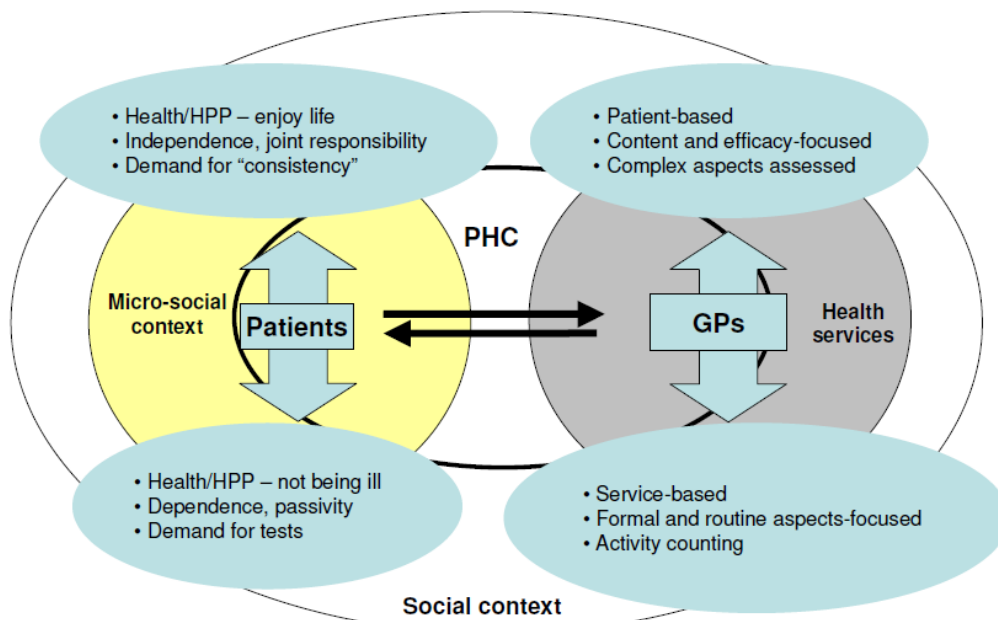 • Health/HPP – enjoy life
• Independence, joint responsibility
• Demand for “consistency”
• Patient-based
• Content and efficacy-focused
• Complex aspects assessed
PHC
Micro-social
context
Patients
GPs
Health
services
• Health/HPP – not being ill
• Dependence, passivity
• Demand for tests
• Service-based
• Formal and routine aspects-focused
• Activity counting
Social context